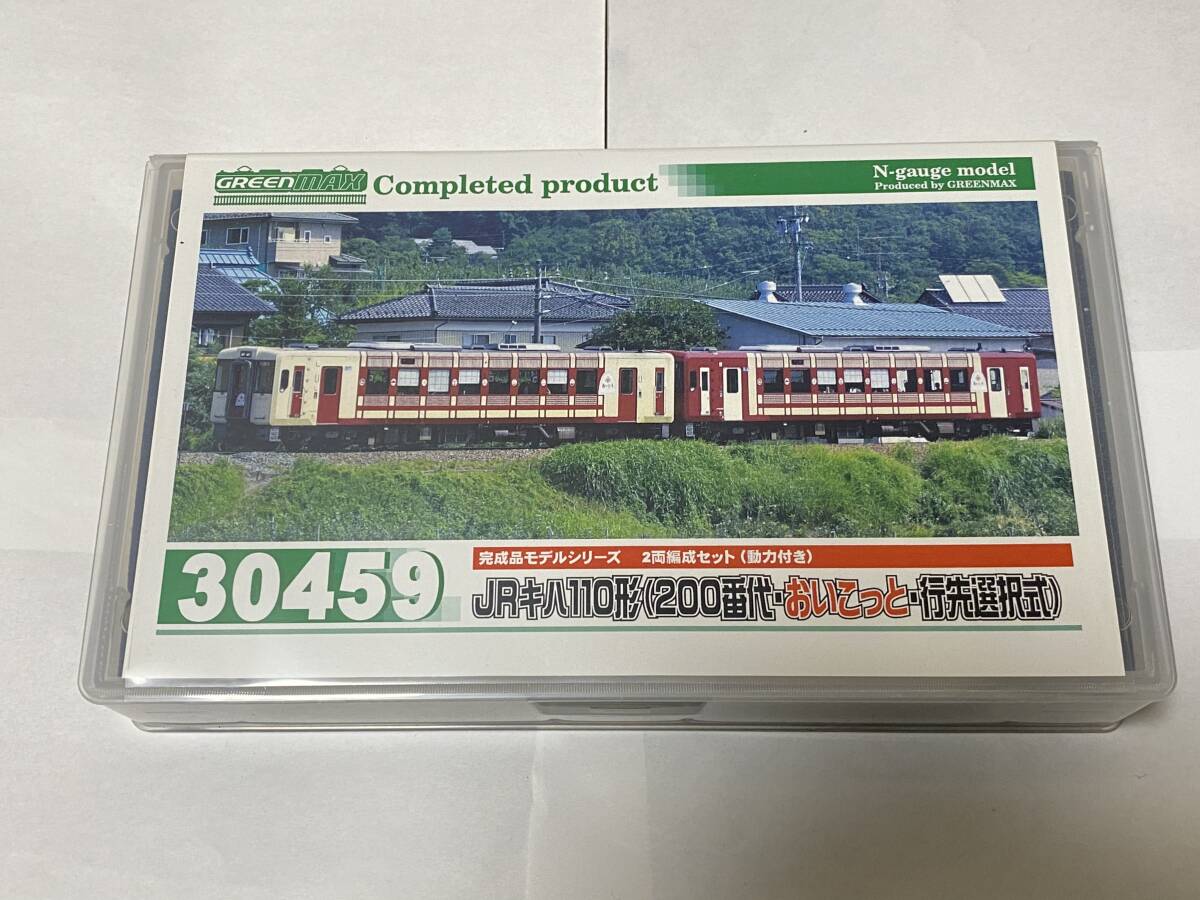 GREENMAX Completed product
N-gauge model
Produced by GREENMAX
30459
完成品モデルシリーズ 2両編成セット(動力付き)
JRキハ110形(200番代・おいこっと・行先選択式)